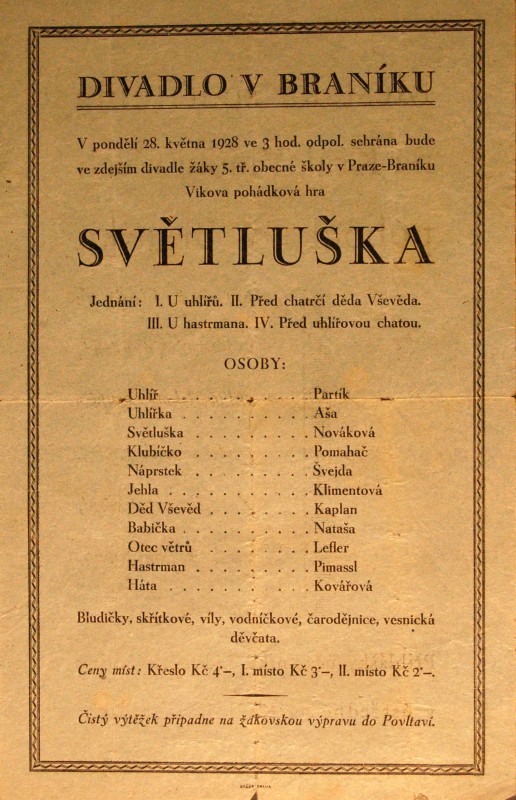 DIVADLO V BRANÍKU
V pondělí 28. května 1928 ve 3 hod. odpol. sehrána bude
ve zdejším divadle žáky 5. tř. obecné školy v Praze-Braníku
Vikova pohádková hra
SVĚTLUŠKA
Jednání: I. U uhlířů. II. Před chatrčí děda Vševěda.
III. U hastrmana. IV. Před uhlířovou chatou.
OSOBY:
Uhlíř . . . . . . . . . . Partík
Uhlířka . . . . . . . . . Aša
Světluška . . . . . . . . . Nováková
Klubíčko . . . . . . . . . Pomahač
Náprstek . . . . . . . . . Švejda
Jehla . . . . . . . . . . Klimentová
Děd Vševěd . . . . . . . . Kaplan
Babička . . . . . . . . . Nataša
Otec větrů . . . . . . . . Lefler
Hastrman . . . . . . . . . Pimassl
Háta . . . . . . . . . . Kovářová
Bludičky, skřítkové, víly, vodníčkové, čarodějnice, vesnická
děvčata.
Ceny míst: Křeslo Kč 4·–, I. místo Kč 3·–, II. místo Kč 2·–.
Čistý výtěžek připadne na žákovskou výpravu do Povltaví.